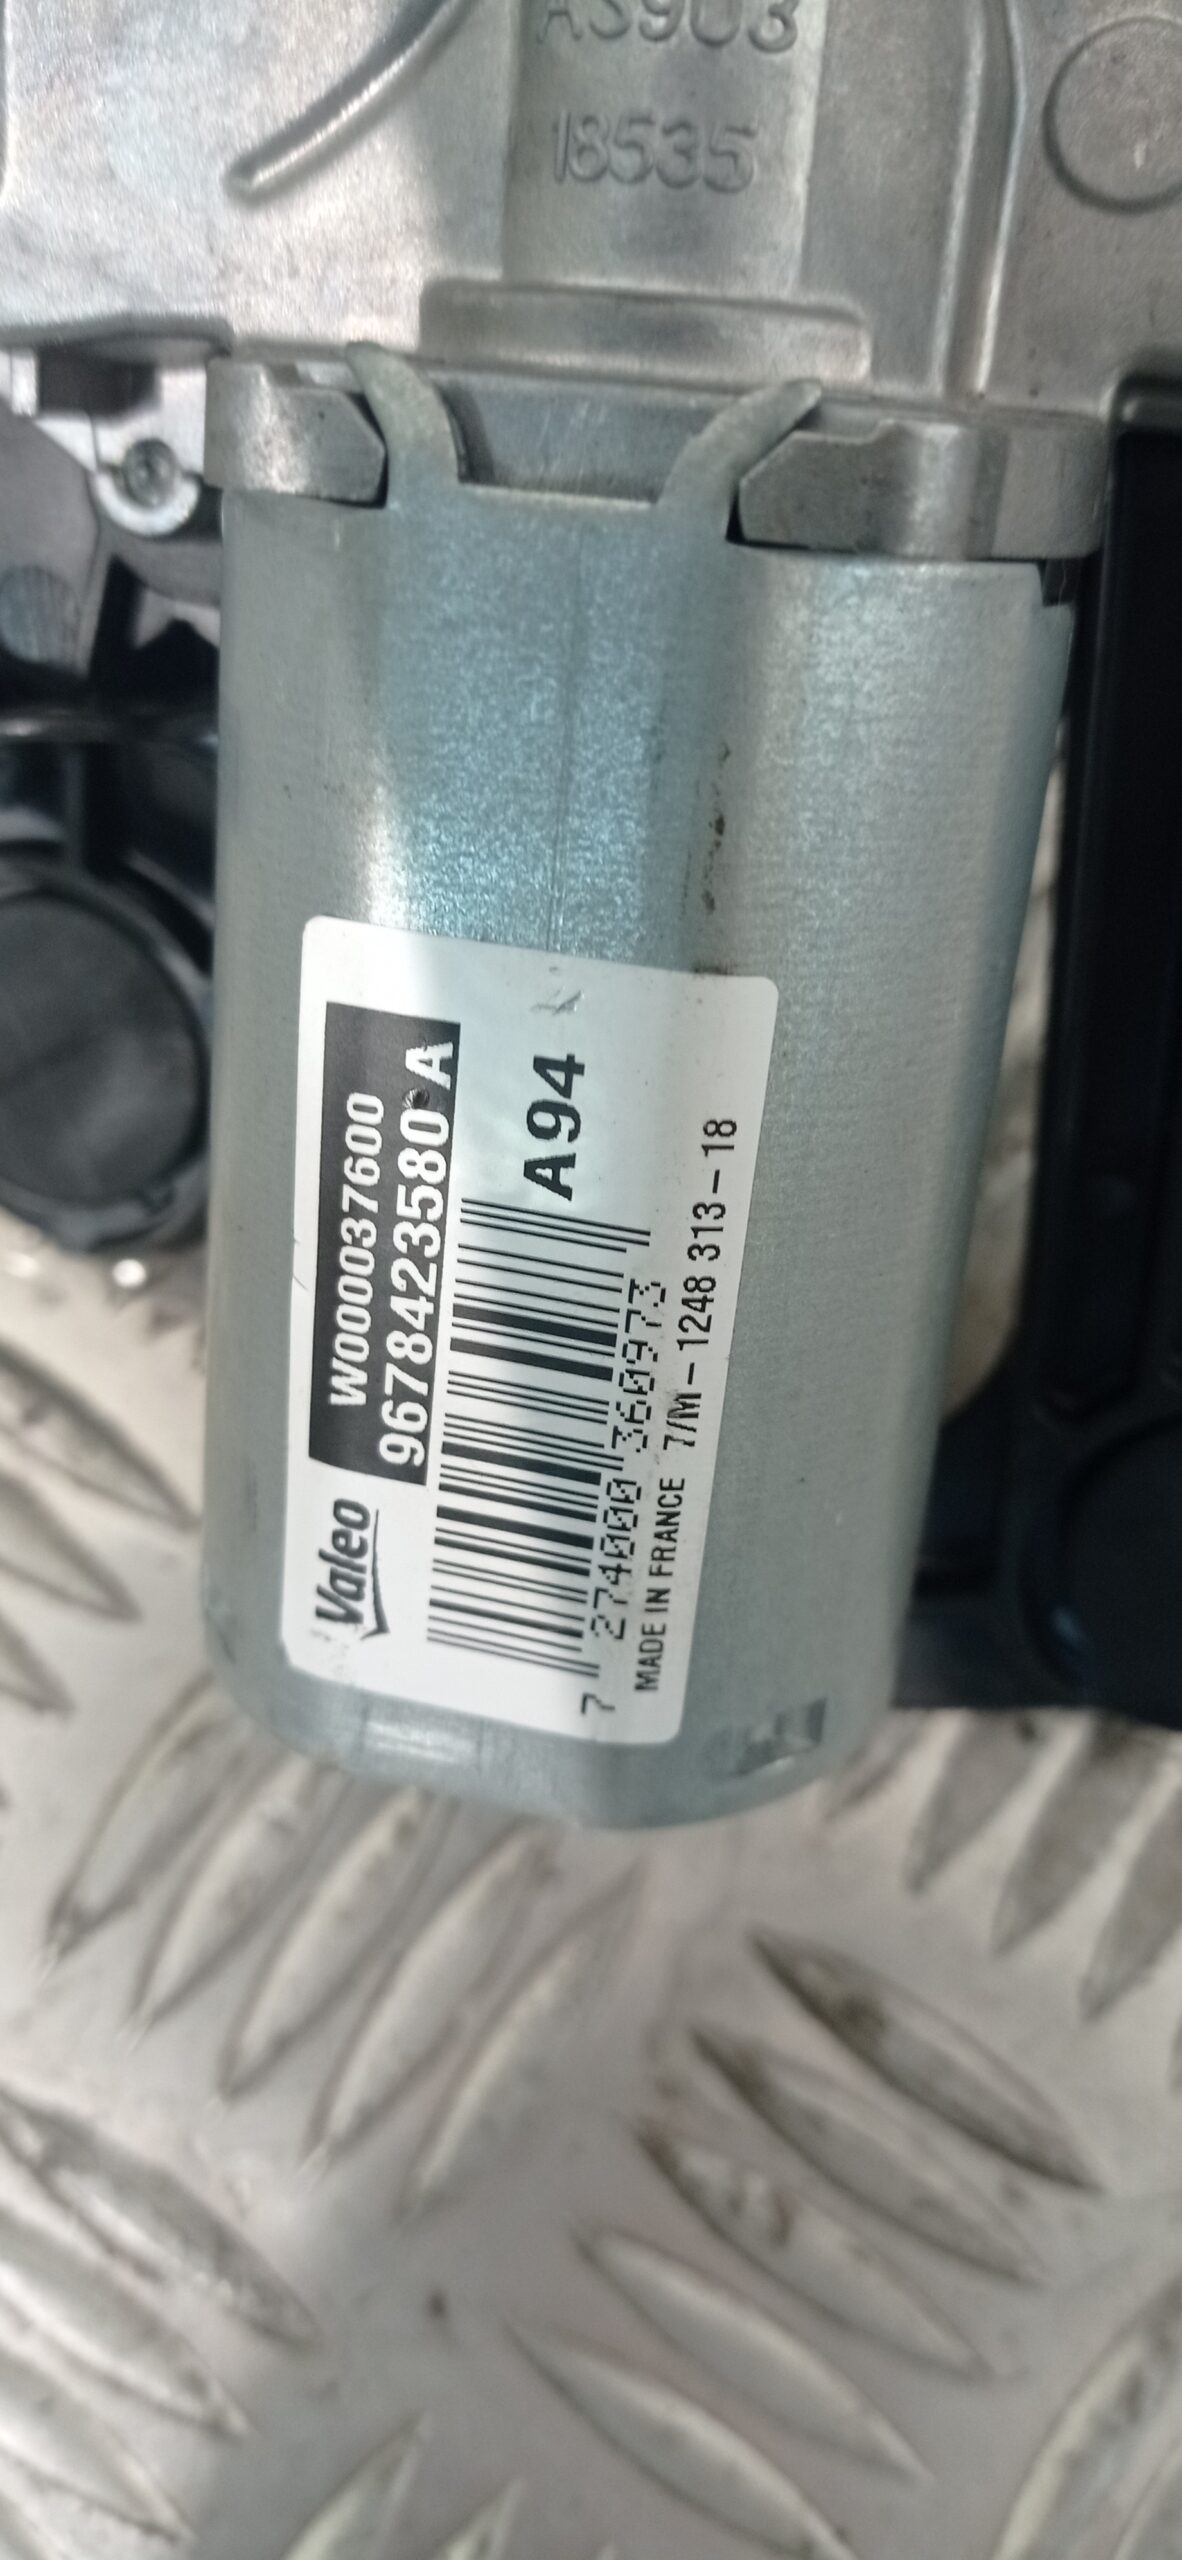 AS903
18535
Valeo
W000037600
9678423580 A
A94
7 274000 360973
MADE IN FRANCE 7/M-1248 313-18